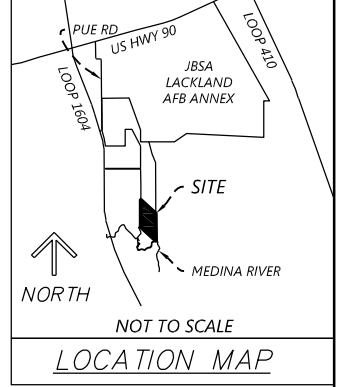 PUE RD
US HWY 90
LOOP 410
LOOP 1604
JBSA
LACKLAND
AFB ANNEX
SITE
MEDINA RIVER
NORTH
NOT TO SCALE
LOCATION MAP